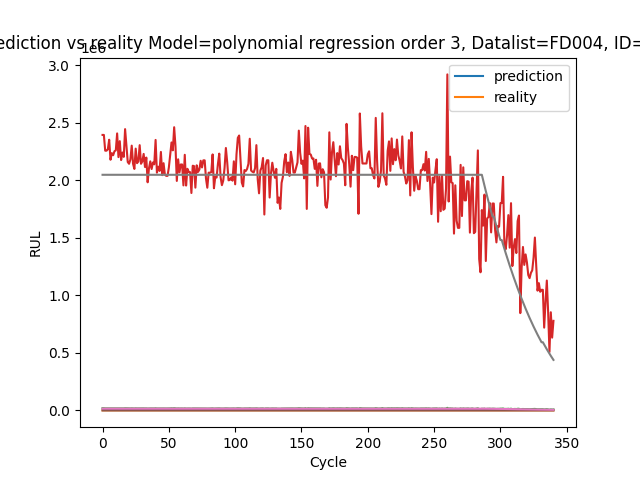 ediction vs reality Model=polynomial regression order 3, Datalist=FD004, ID=
1e6
3.0
2.5
2.0
1.5
1.0
0.5
0.0
RUL
prediction
reality
0 50 100 150 200 250 300 350
Cycle